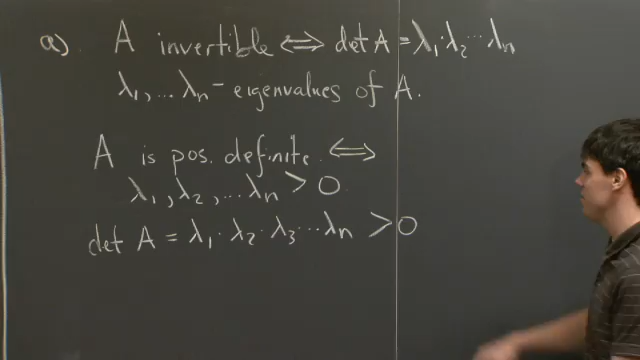 a). A invertible ⟺ det A = λ₁·λ₂···λₙ
λ₁,...λₙ - eigenvalues of A.
A is pos. definite. ⟺
λ₁, λ₂, ...λₙ > 0
det A = λ₁·λ₂·λ₃···λₙ > 0